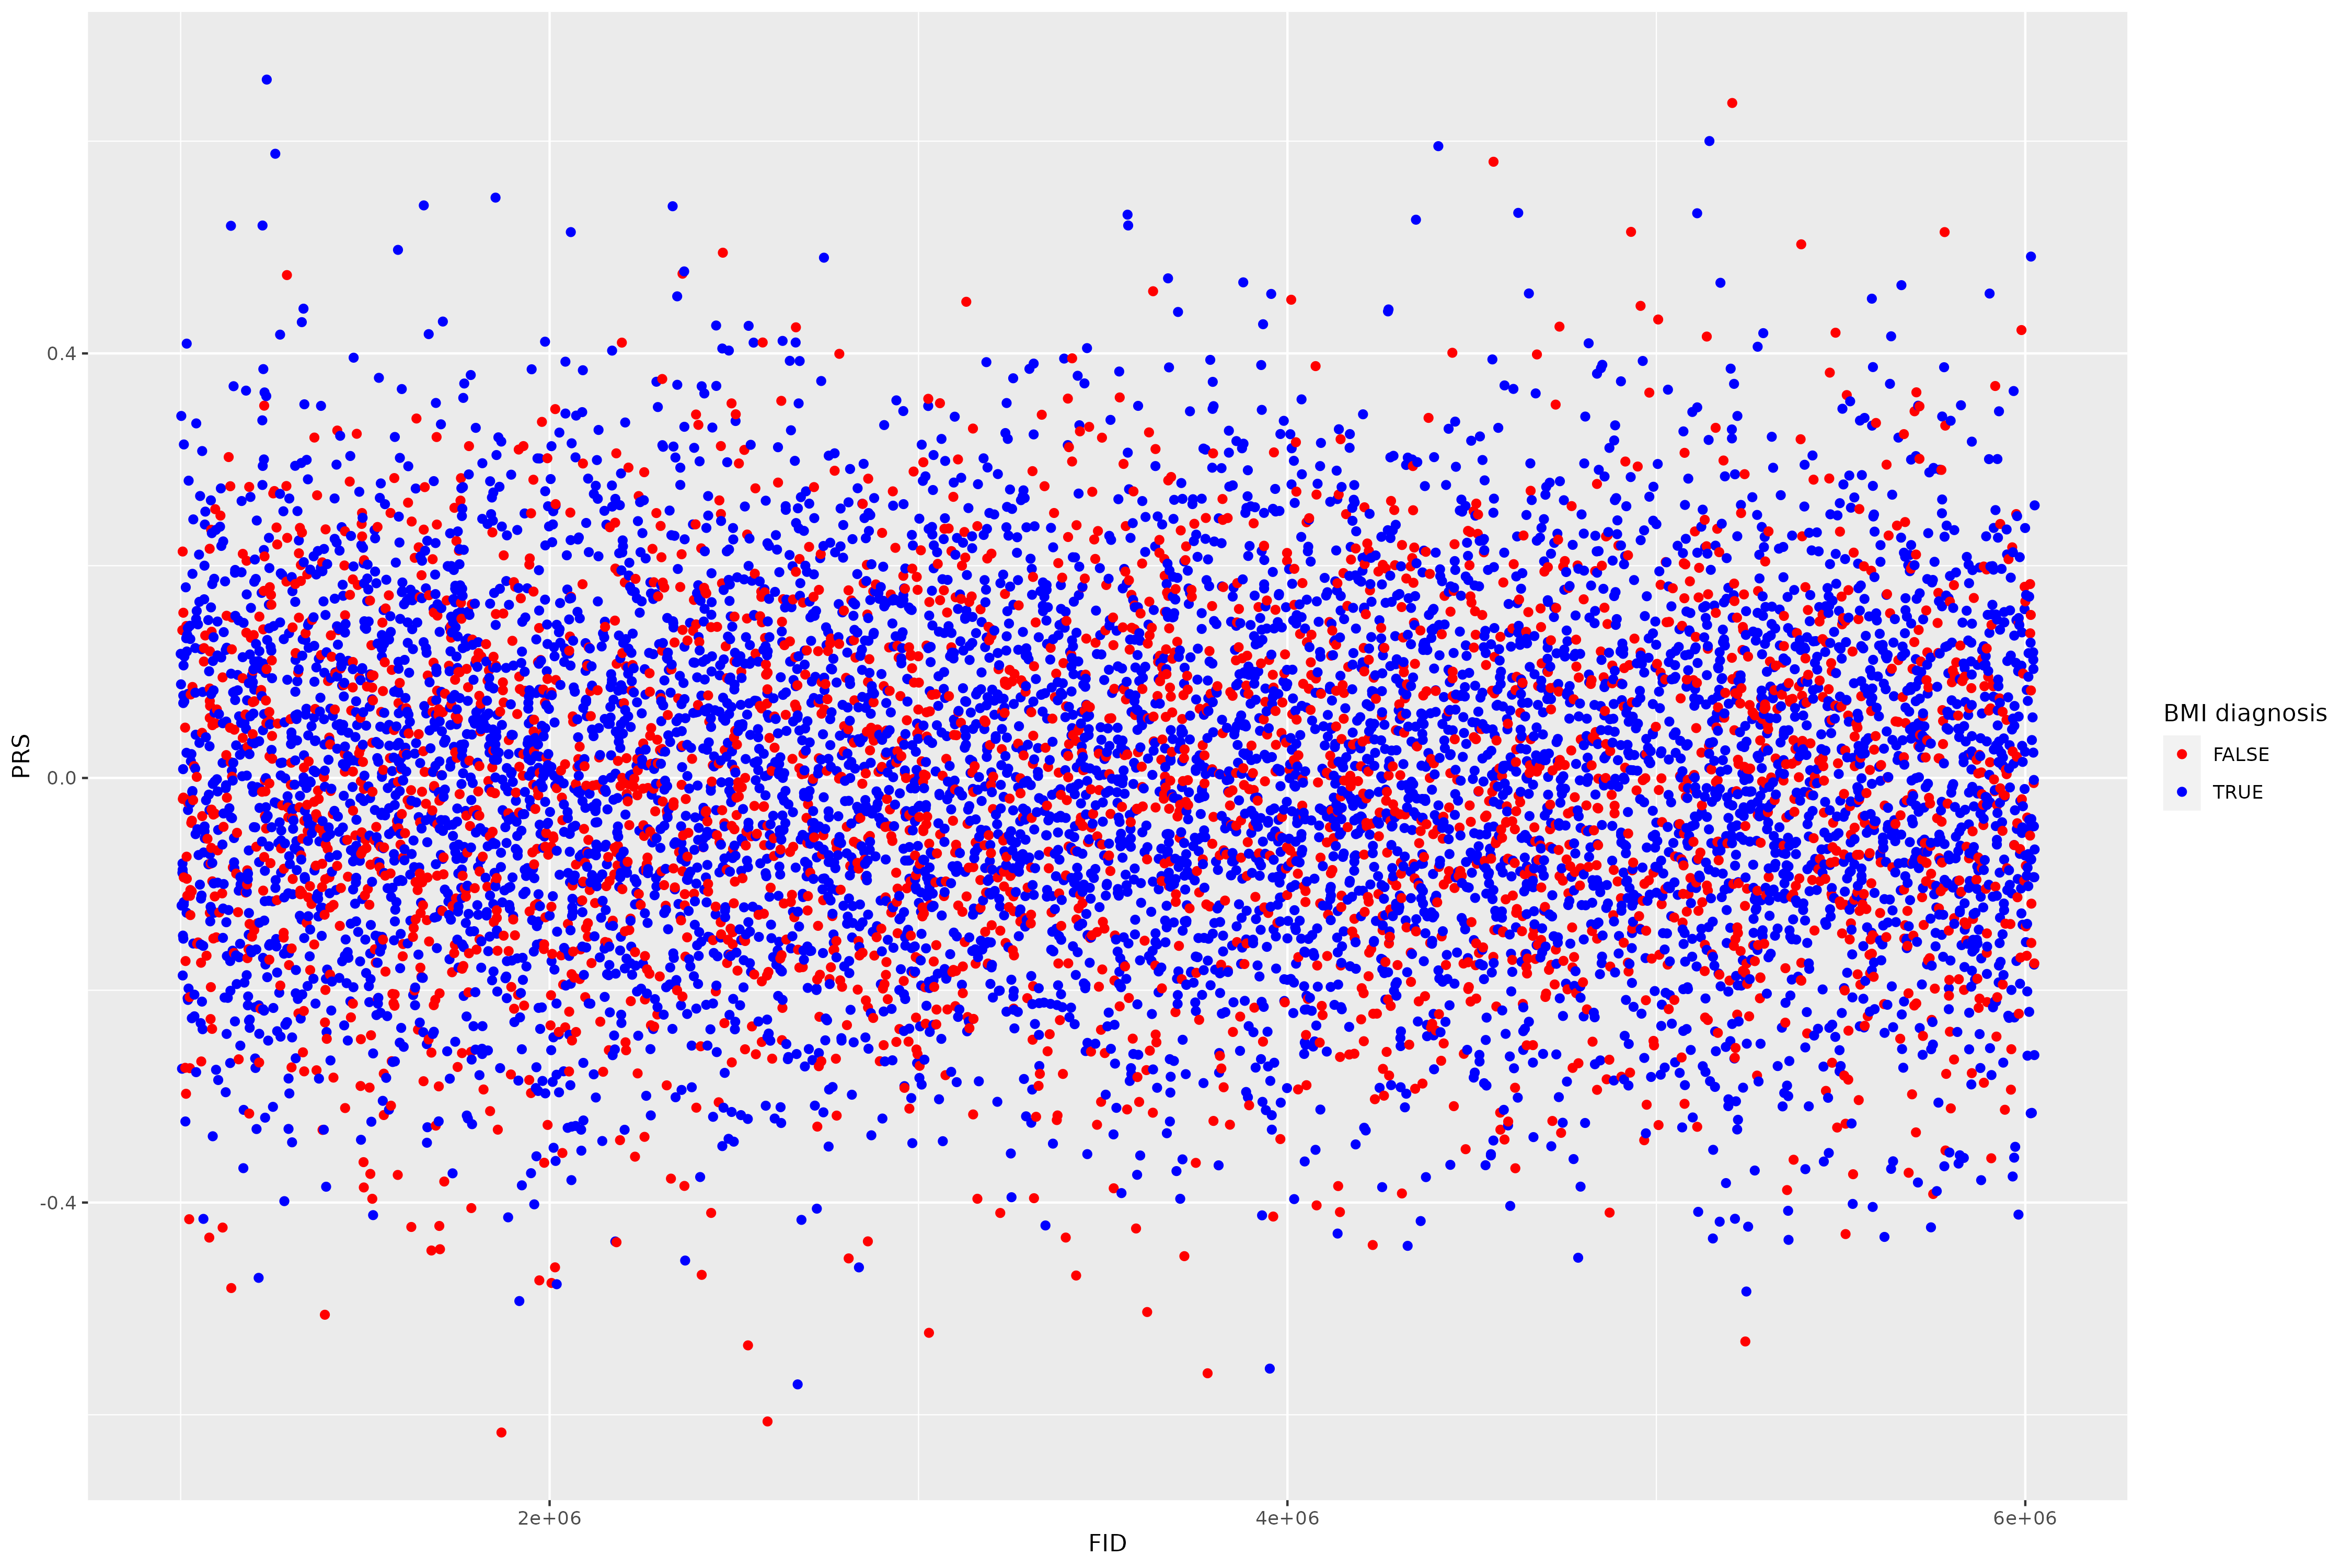 PRS
0.4
0.0
-0.4
2e+06
4e+06
6e+06
FID
BMI diagnosis
FALSE
TRUE